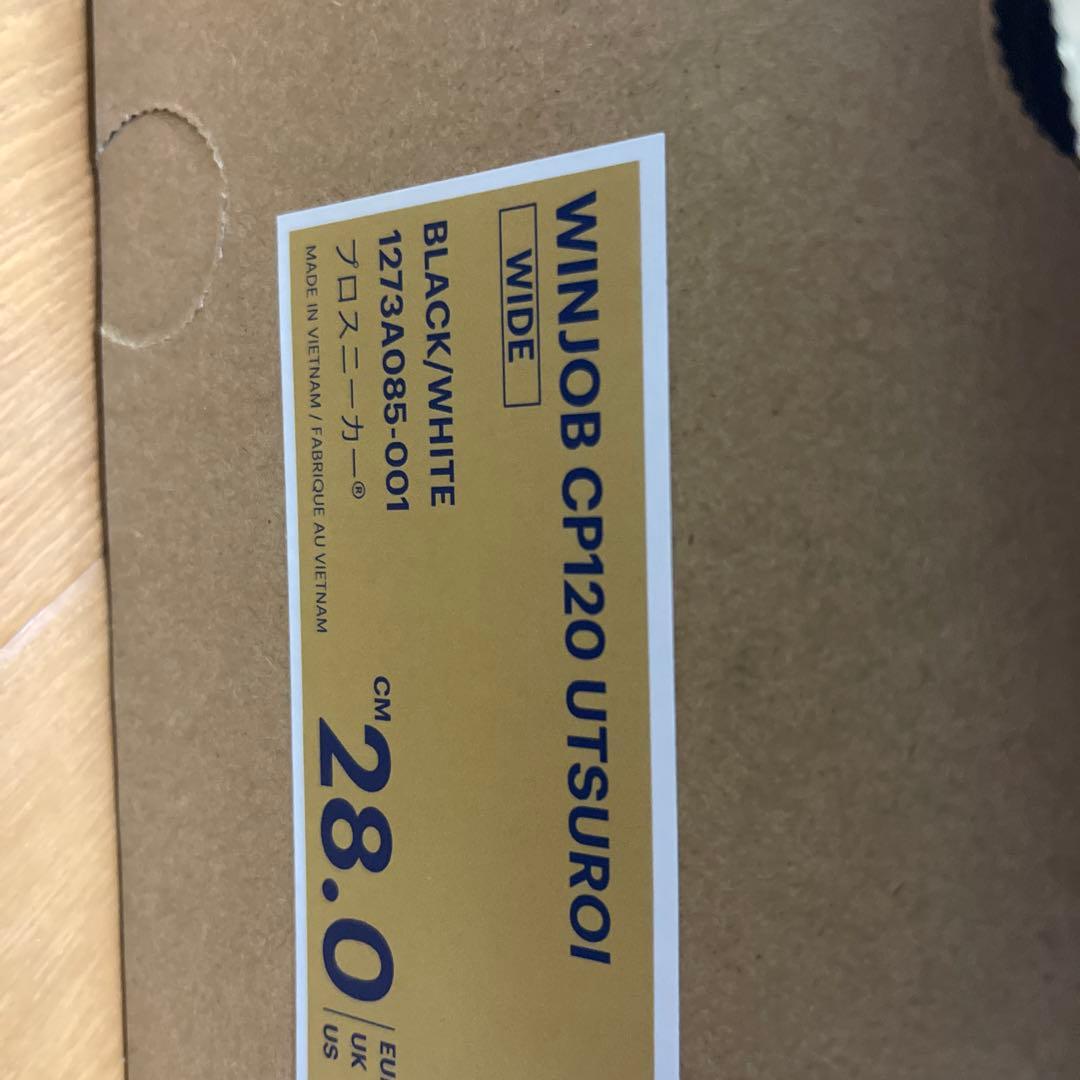 WINJOB CP120 UTSUROI
WIDE
BLACK/WHITE
1273A085-001
プロスニーカー®
MADE IN VIETNAM / FABRIQUE AU VIETNAM
CM 28.0
EU
UK
US